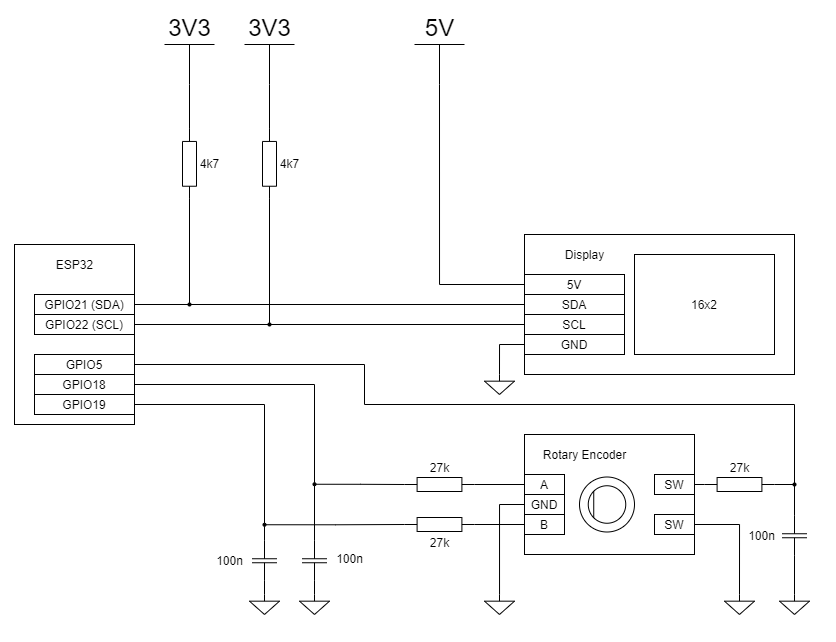 3V3
3V3
5V
4k7
4k7
ESP32
GPIO21 (SDA)
GPIO22 (SCL)
GPIO5
GPIO18
GPIO19
Display
5V
SDA
SCL
GND
16x2
Rotary Encoder
A
GND
B
SW
SW
27k
27k
27k
100n
100n
100n